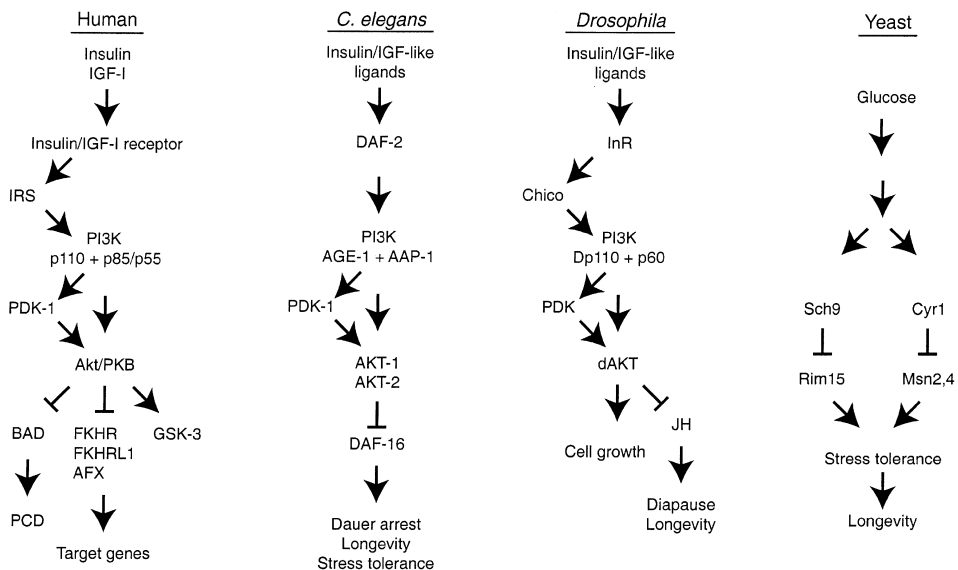 Human
Insulin
IGF-I
Insulin/IGF-I receptor
IRS
PI3K
p110 + p85/p55
PDK-1
Akt/PKB
BAD
FKHR
FKHRL1
AFX
GSK-3
PCD
Target genes
C. elegans
Insulin/IGF-like
ligands
DAF-2
PI3K
AGE-1 + AAP-1
PDK-1
AKT-1
AKT-2
DAF-16
Dauer arrest
Longevity
Stress tolerance
Drosophila
Insulin/IGF-like
ligands
InR
Chico
PI3K
Dp110 + p60
PDK
dAKT
JH
Cell growth
Diapause
Longevity
Yeast
Glucose
Sch9
Cyr1
Rim15
Msn2,4
Stress tolerance
Longevity